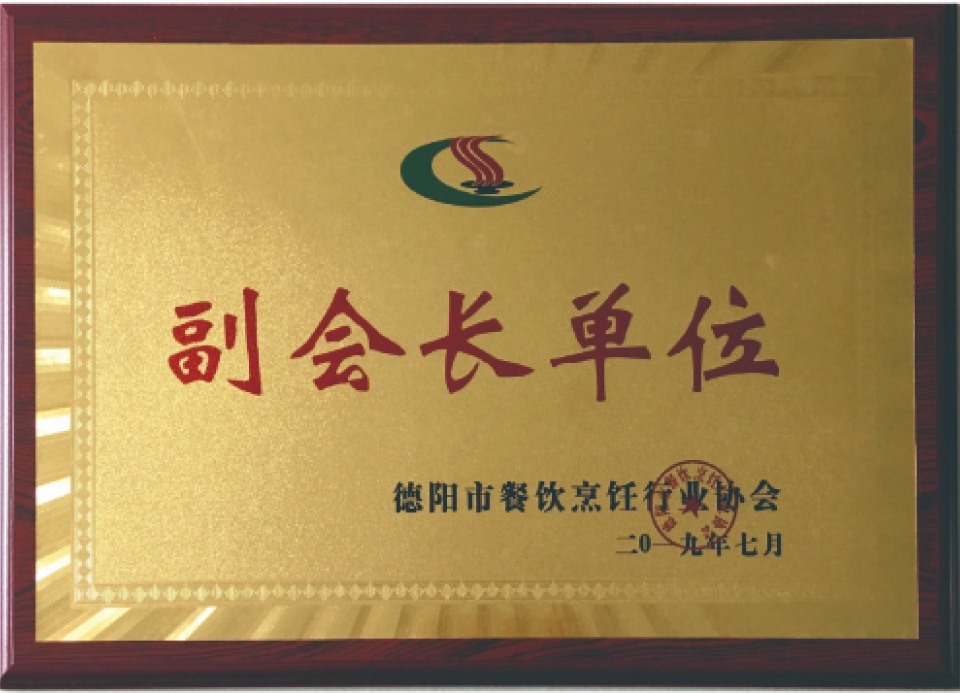 副会长单位
德阳市餐饮烹饪行业协会
二0一九年七月